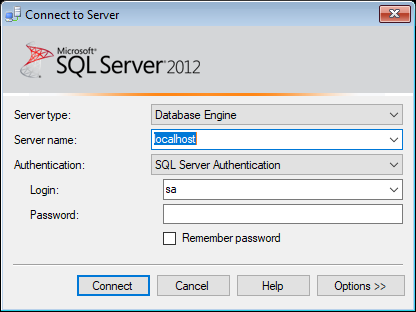 Connect to Server
Microsoft®
SQL Server® 2012
Server type: Database Engine
Server name: localhost
Authentication: SQL Server Authentication
Login: sa
Password:
Remember password
Connect Cancel Help Options >>